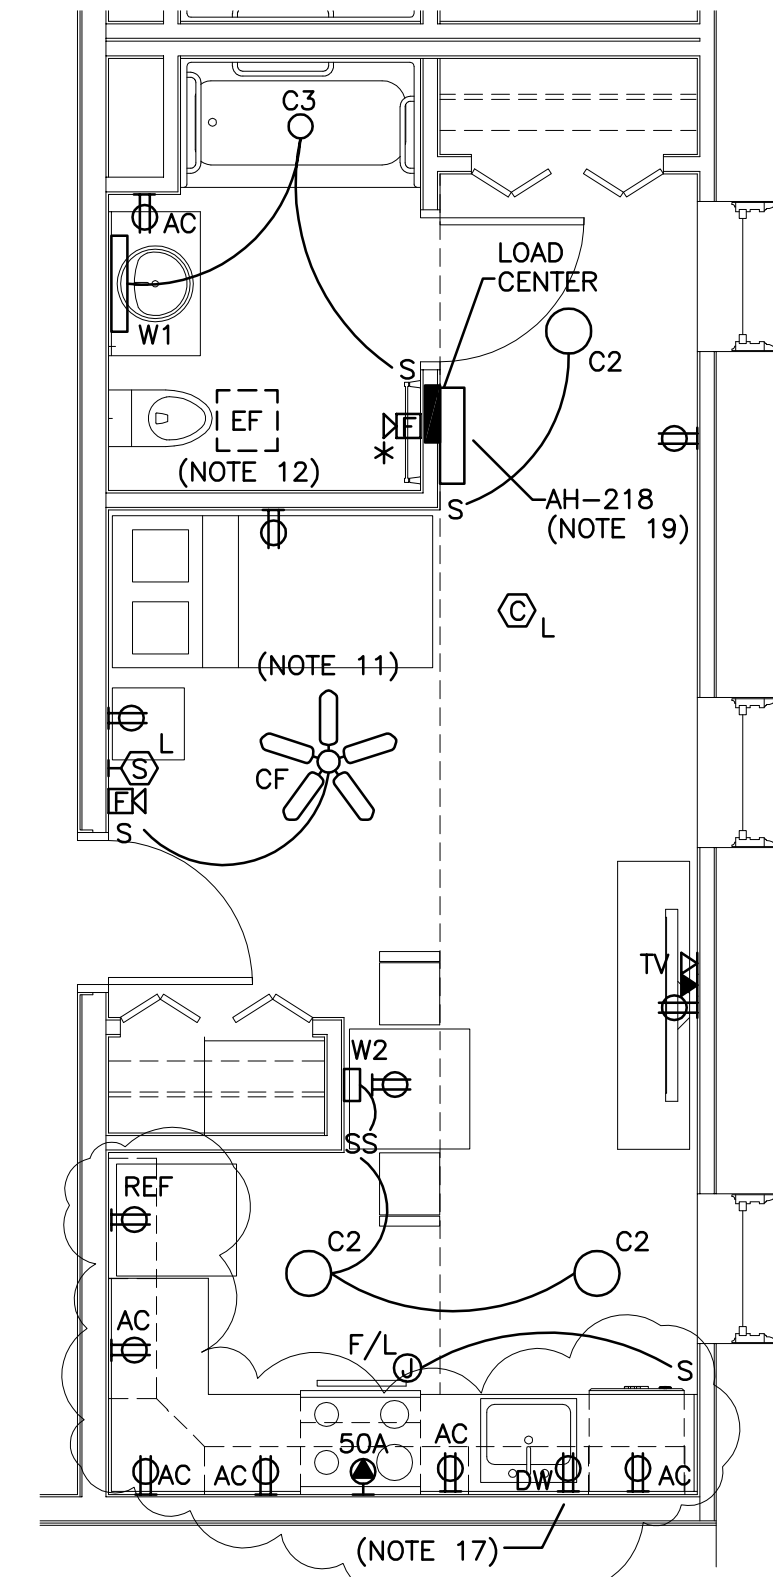 C3
AC
LOAD
CENTER
W1
S
C2
EF
F
*
(NOTE 12)
S
AH-218
(NOTE 19)
C
L
(NOTE 11)
L
S
CF
F
S
TV
W2
SS
REF
C2
C2
AC
F/L
J
S
50A
AC
AC
AC
DW
AC
(NOTE 17)